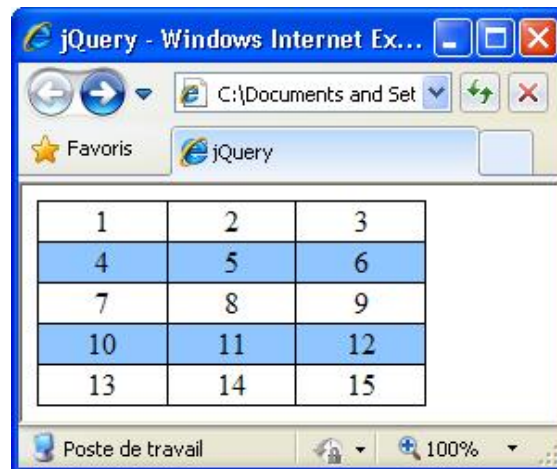 jQuery - Windows Internet Ex...
C:\Documents and Set
Favoris
jQuery
1 2 3
4 5 6
7 8 9
10 11 12
13 14 15
Poste de travail 100%